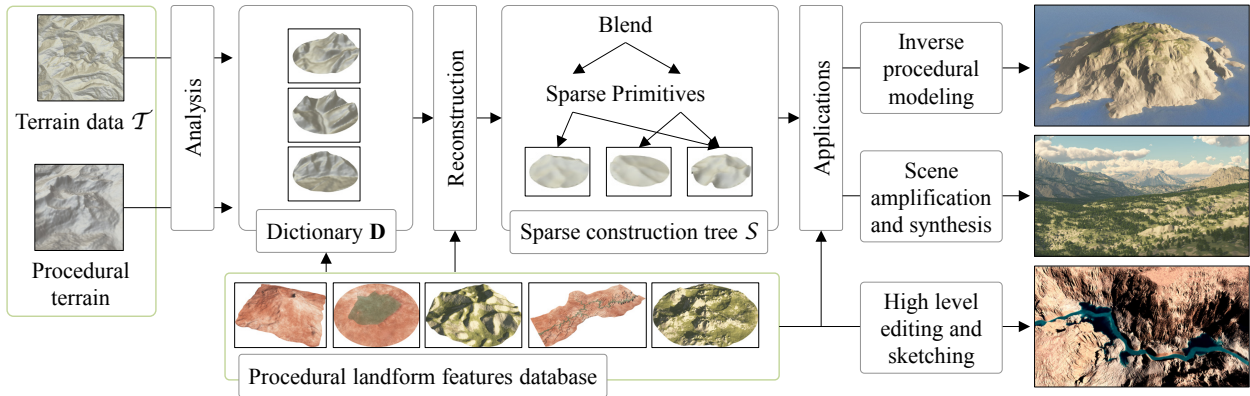 Terrain data 𝒯
Procedural
terrain
Analysis
Dictionary D
Reconstruction
Blend
Sparse Primitives
Sparse construction tree 𝒮
Procedural landform features database
Applications
Inverse
procedural
modeling
Scene
amplification
and synthesis
High level
editing and
sketching